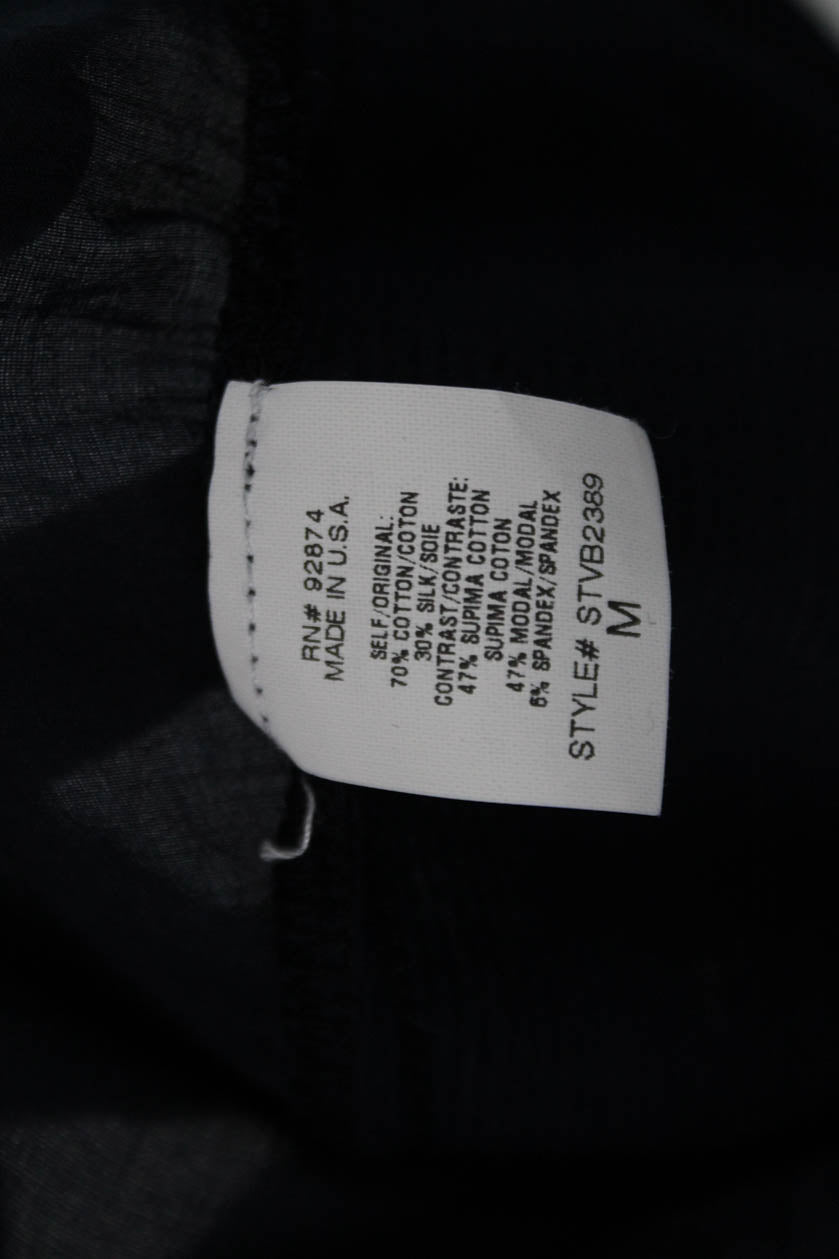 RN# 92874
MADE IN U.S.A.
SELF/ORIGINAL:
70% COTTON/COTON
30% SILK/SOIE
CONTRAST/CONTRASTE:
47% SUPIMA COTTON
SUPIMA COTON
47% MODAL/MODAL
6% SPANDEX/SPANDEX
STYLE# STVB2389
M